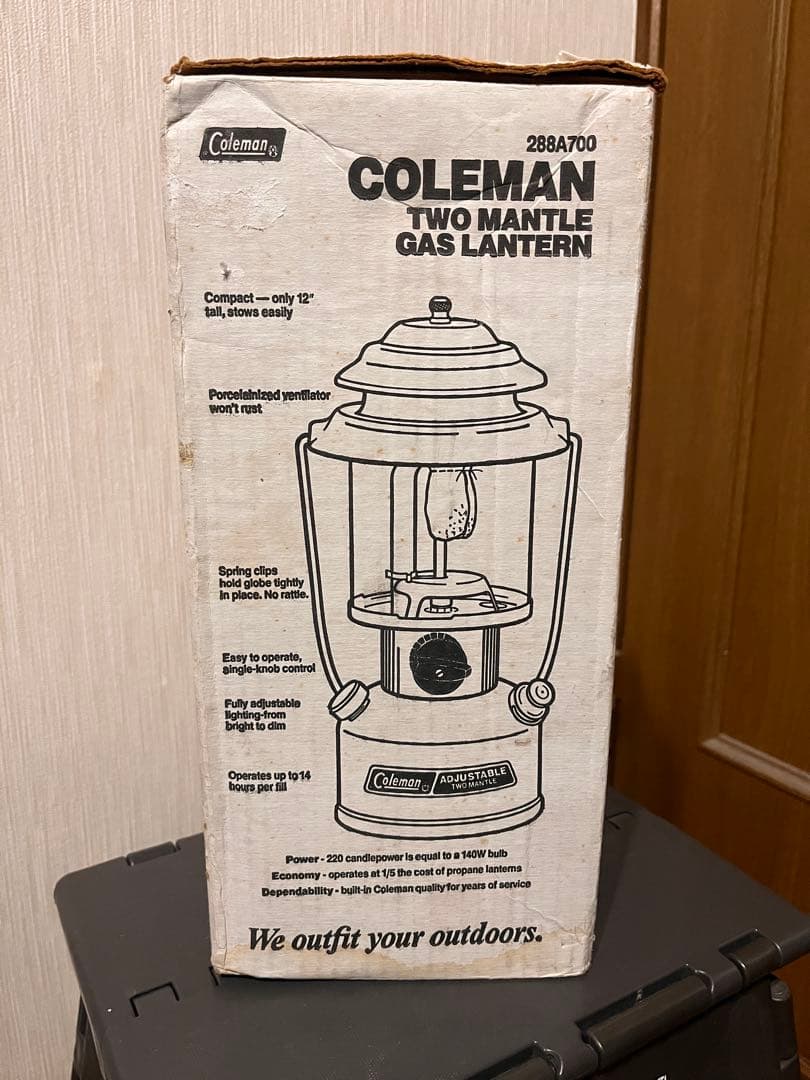 Coleman
288A700
COLEMAN
TWO MANTLE
GAS LANTERN
Compact — only 12"
tall, stows easily
Porcelainized ventilator
won't rust
Spring clips
hold globe tightly
in place. No rattle.
Easy to operate,
single-knob control
Fully adjustable
lighting-from
bright to dim
Operates up to 14
hours per fill
Coleman
ADJUSTABLE
TWO MANTLE
Power - 220 candlepower is equal to a 140W bulb
Economy - operates at 1/5 the cost of propane lanterns
Dependability - built-in Coleman quality for years of service
We outfit your outdoors.